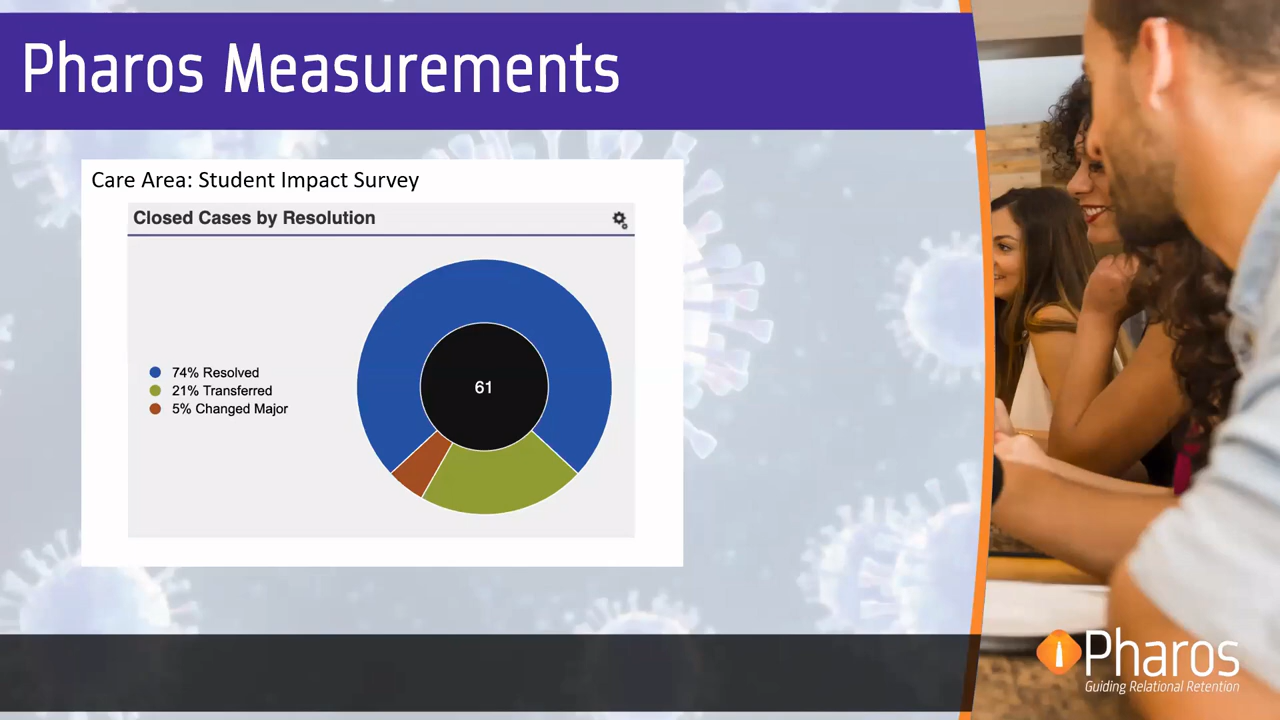 Pharos Measurements
Care Area: Student Impact Survey
Closed Cases by Resolution
74% Resolved
21% Transferred
5% Changed Major
61
Pharos
Guiding Relational Retention